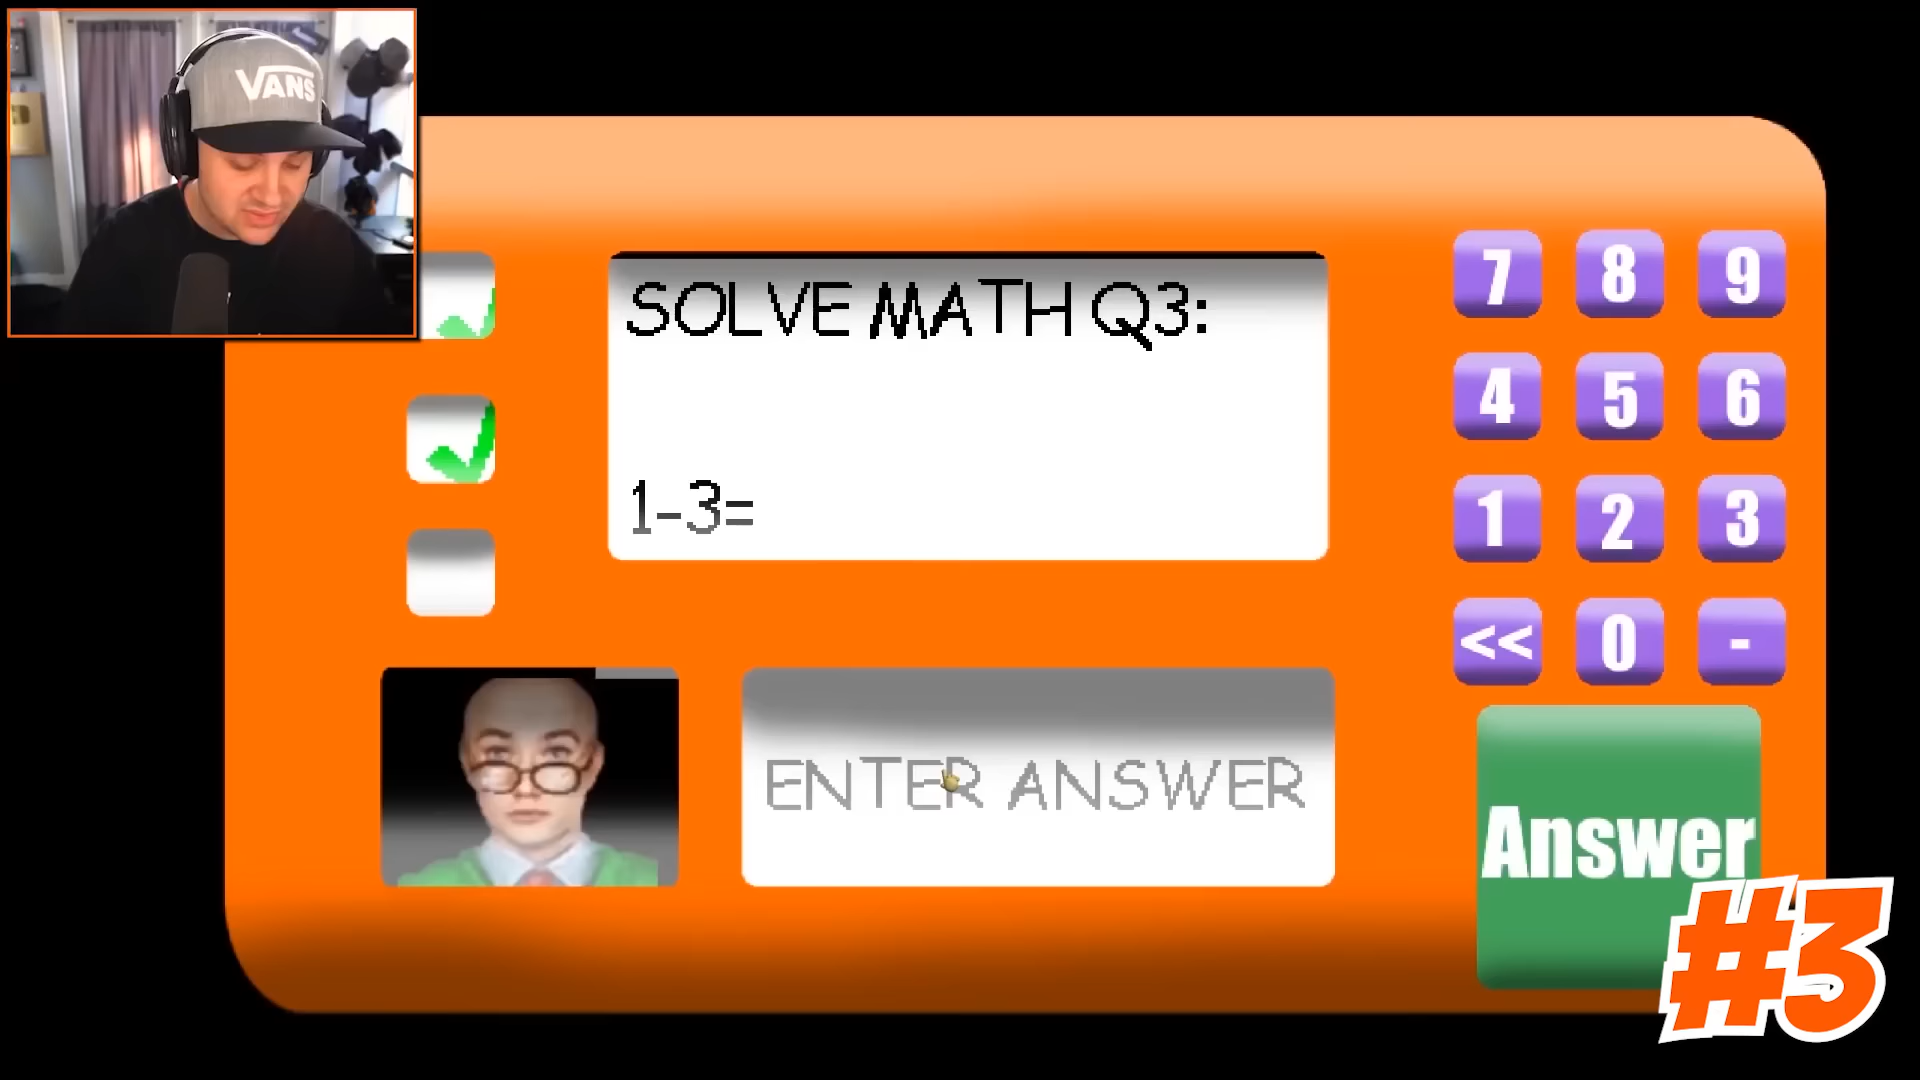 VANS
SOLVE MATH Q3:
1-3=
7 8 9
4 5 6
1 2 3
<< 0 -
ENTER ANSWER
Answer
#3